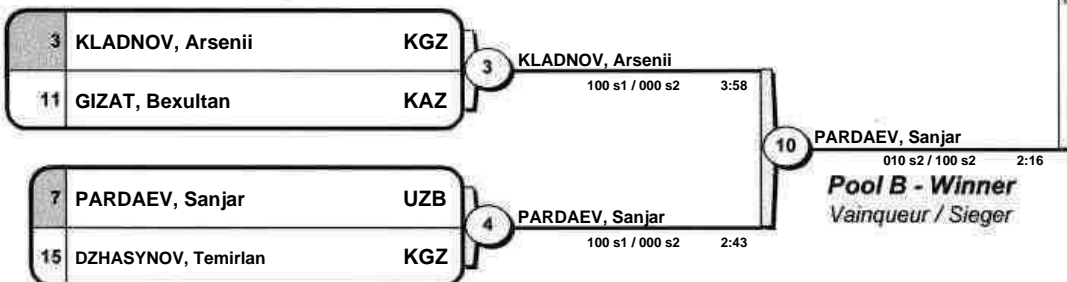 3 KLADNOV, Arsenii KGZ
11 GIZAT, Bexultan KAZ
3
KLADNOV, Arsenii
100 s1 / 000 s2 3:58
7 PARDAEV, Sanjar UZB
15 DZHASYNOV, Temirlan KGZ
4
PARDAEV, Sanjar
100 s1 / 000 s2 2:43
10
PARDAEV, Sanjar
010 s2 / 100 s2 2:16
Pool B - Winner
Vainqueur / Sieger